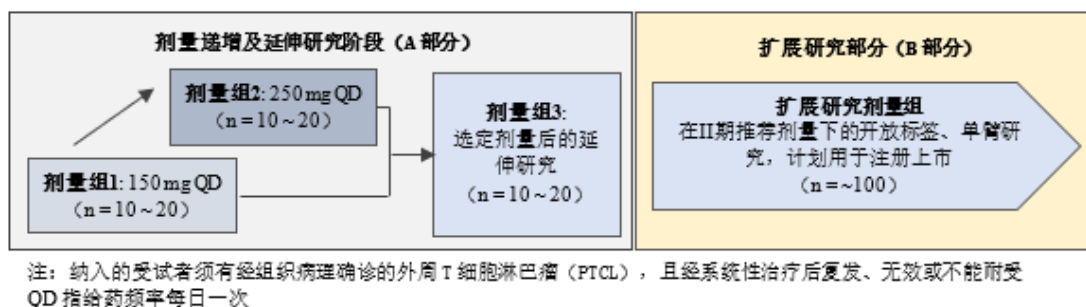 剂量递增及延伸研究阶段（A 部分）
剂量组2: 250mg QD
（n=10~20）
剂量组1: 150mg QD
（n=10~20）
剂量组3:
选定剂量后的延
伸研究
（n=10~20）
扩展研究部分（B 部分）
扩展研究剂量组
在II期推荐剂量下的开放标签、单臂研
究，计划用于注册上市
（n=~100）
注：纳入的受试者须有经组织病理确诊的外周 T 细胞淋巴瘤（PTCL），且经系统性治疗后复发、无效或不能耐受
QD 指给药频率每日一次